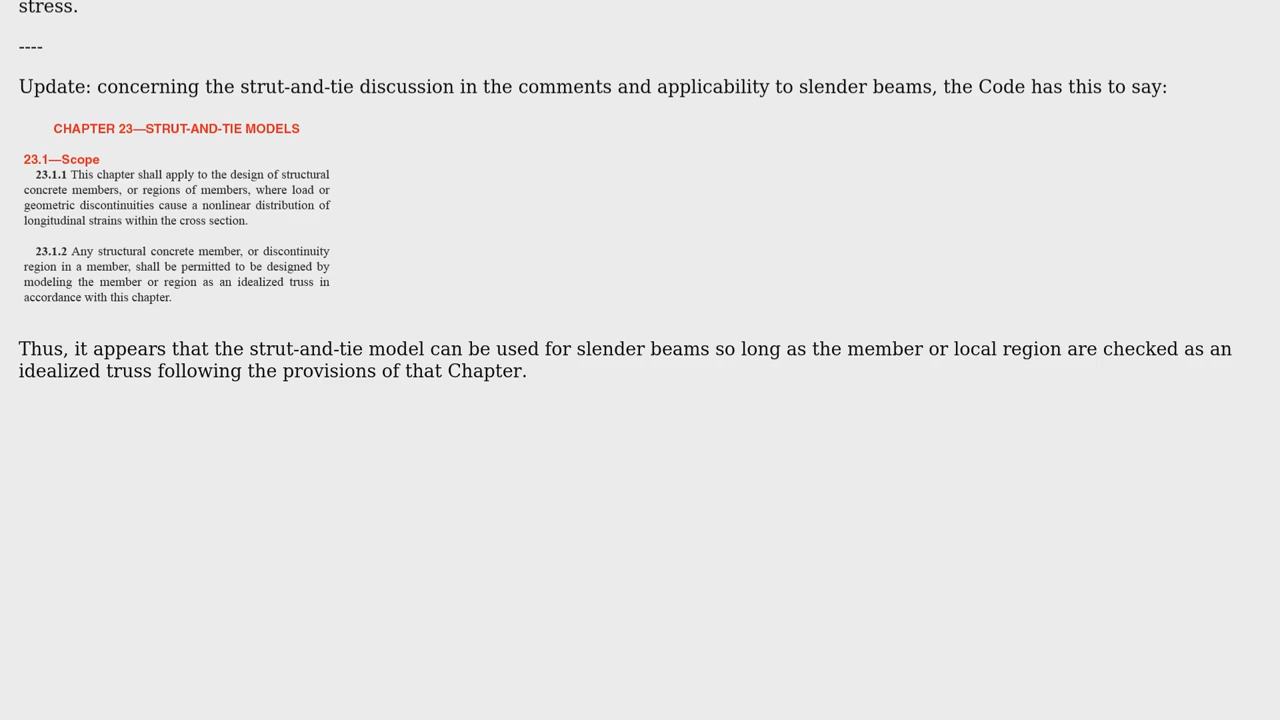 stress.
----
Update: concerning the strut-and-tie discussion in the comments and applicability to slender beams, the Code has this to say:
CHAPTER 23—STRUT-AND-TIE MODELS
23.1—Scope
23.1.1 This chapter shall apply to the design of structural
concrete members, or regions of members, where load or
geometric discontinuities cause a nonlinear distribution of
longitudinal strains within the cross section.
23.1.2 Any structural concrete member, or discontinuity
region in a member, shall be permitted to be designed by
modeling the member or region as an idealized truss in
accordance with this chapter.
Thus, it appears that the strut-and-tie model can be used for slender beams so long as the member or local region are checked as an
idealized truss following the provisions of that Chapter.